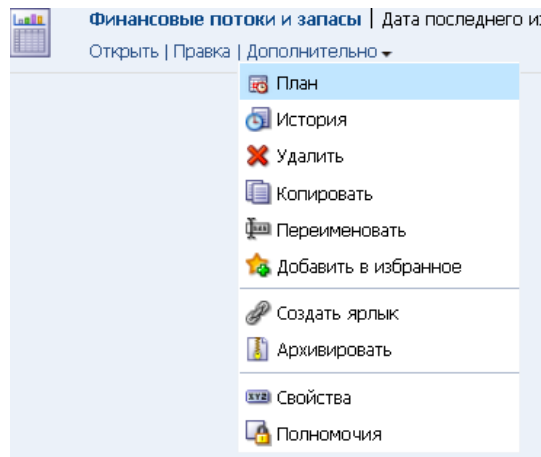 Финансовые потоки и запасы | Дата последнего
Открыть | Правка | Дополнительно
План
История
Удалить
Копировать
Переименовать
Добавить в избранное
Создать ярлык
Архивировать
Свойства
Полномочия